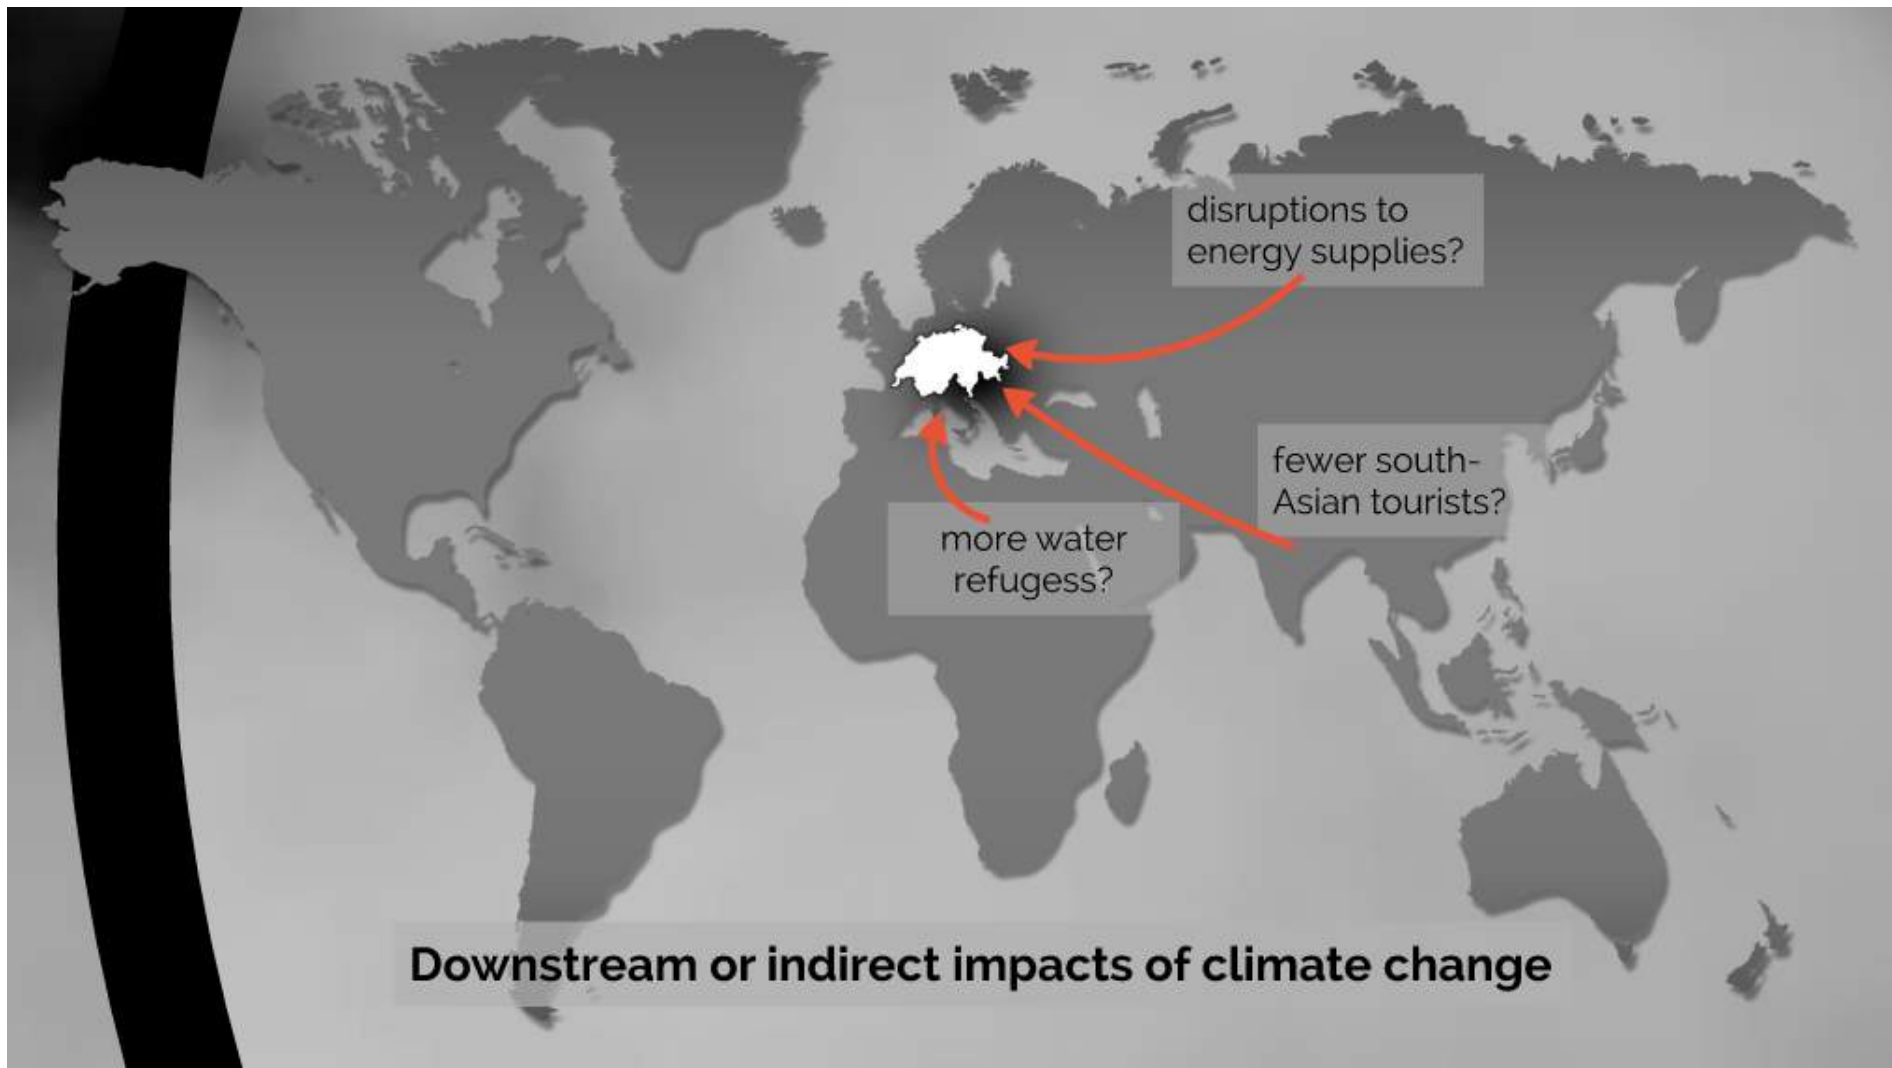 disruptions to
energy supplies?
fewer south-
Asian tourists?
more water
refugess?
Downstream or indirect impacts of climate change